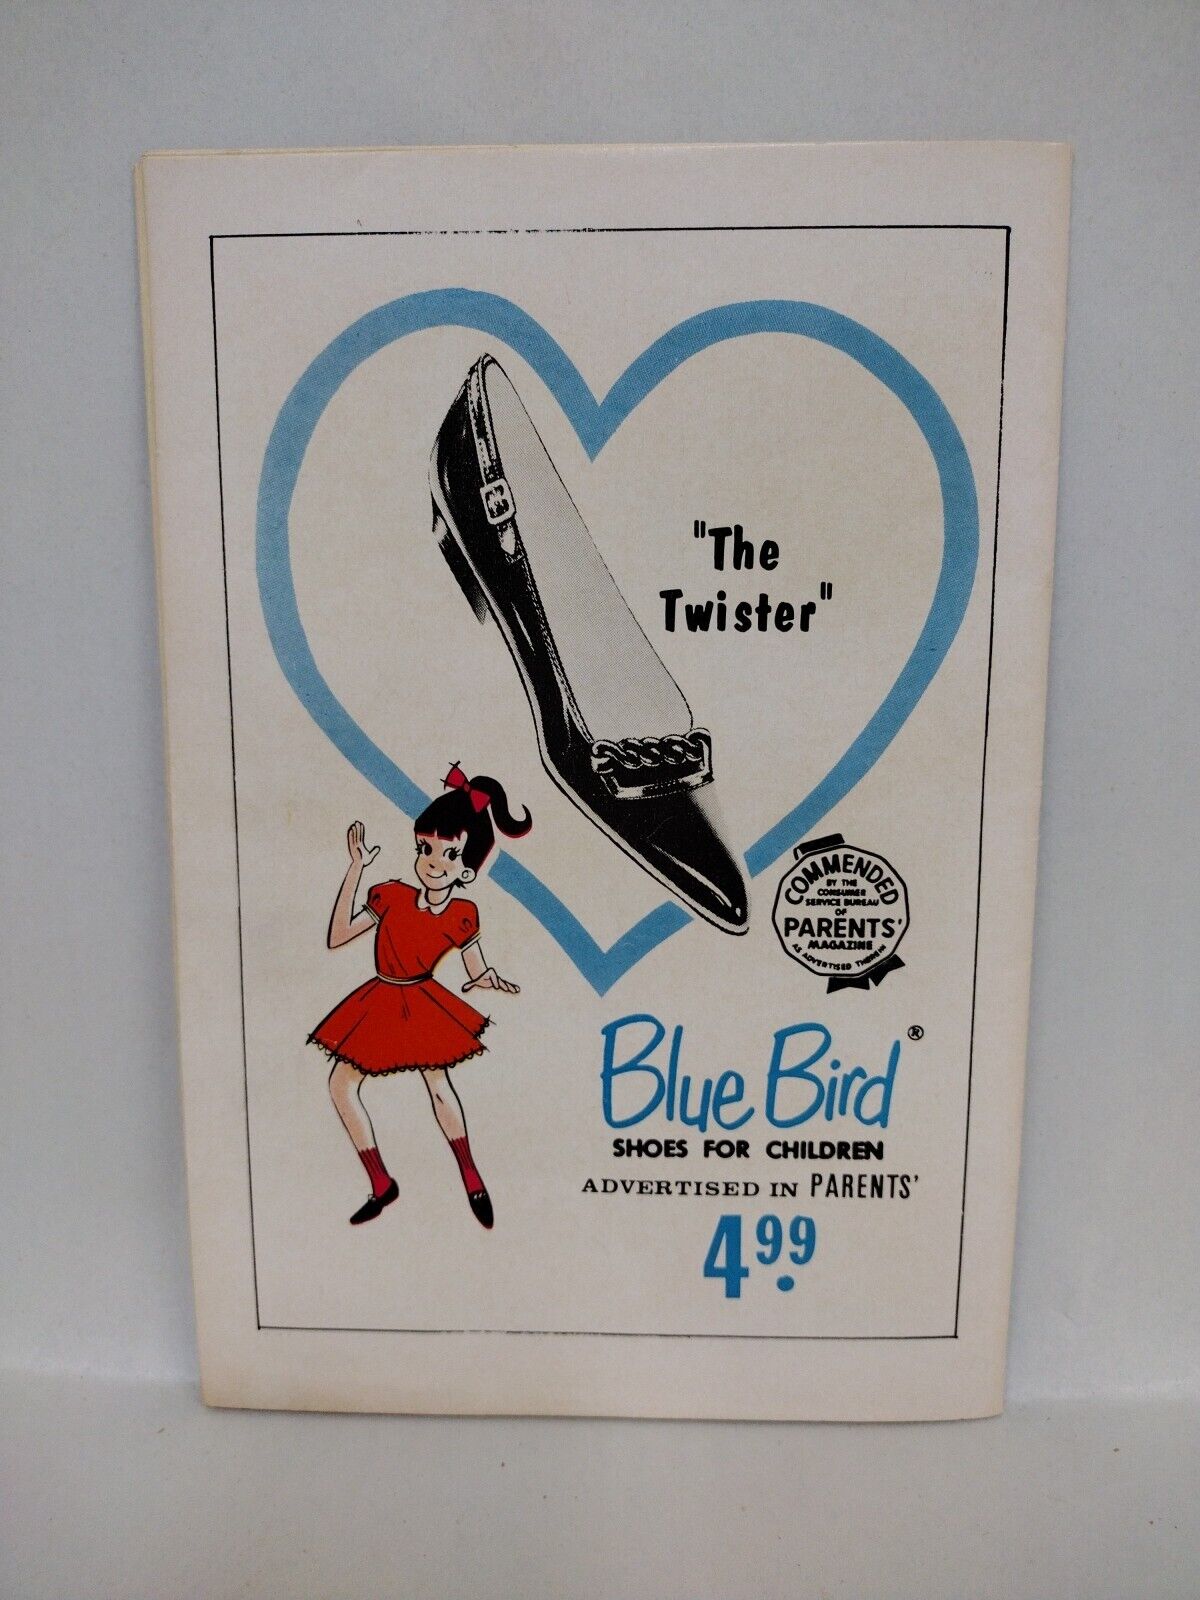 "The
Twister"
COMMENDED
BY THE
CONSUMER
SERVICE BUREAU
OF
PARENTS'
MAGAZINE
AS ADVERTISED THEREIN
Blue Bird®
SHOES FOR CHILDREN
ADVERTISED IN PARENTS'
4.99